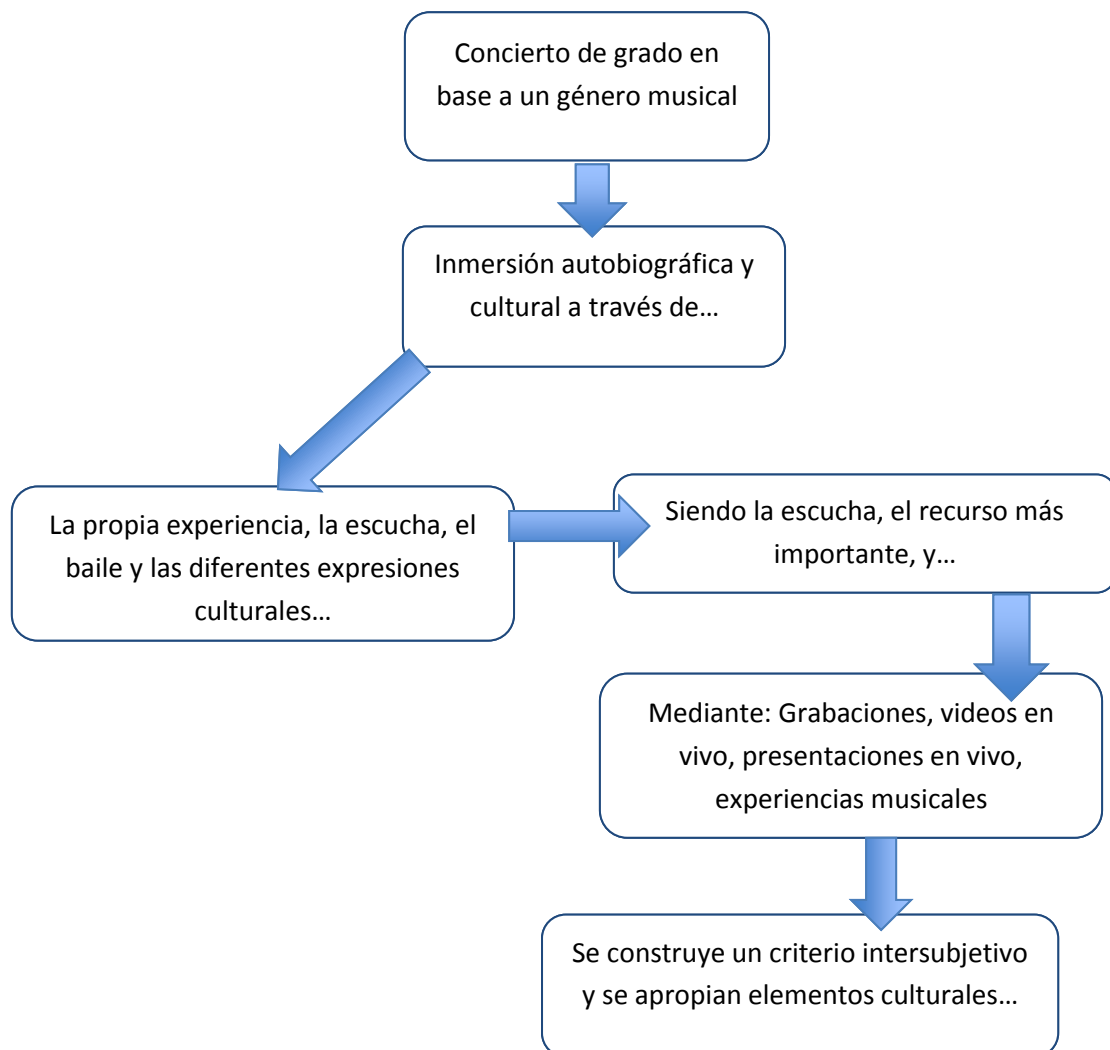 Concierto de grado en
base a un género musical
Inmersión autobiográfica y
cultural a través de…
La propia experiencia, la escucha, el
baile y las diferentes expresiones
culturales…
Siendo la escucha, el recurso más
importante, y…
Mediante: Grabaciones, videos en
vivo, presentaciones en vivo,
experiencias musicales
Se construye un criterio intersubjetivo
y se apropian elementos culturales…